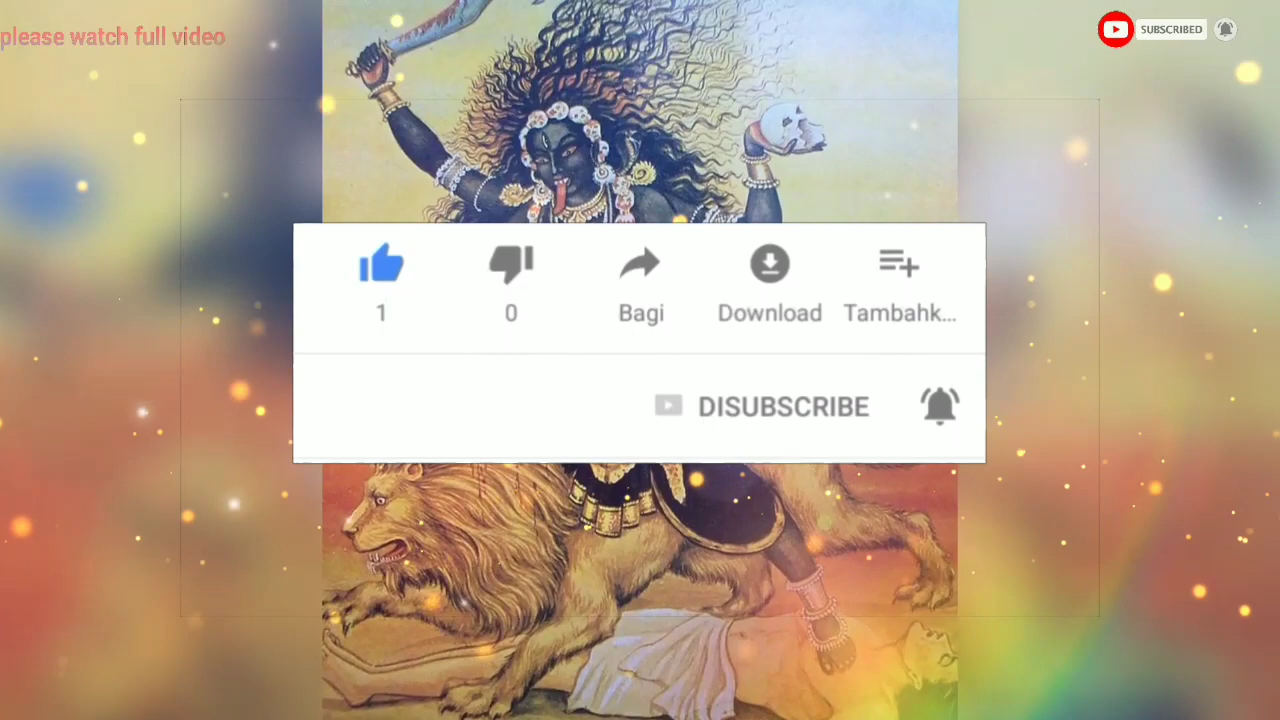 please watch full video
SUBSCRIBED
1
0
Bagi
Download
Tambahk...
DISUBSCRIBE